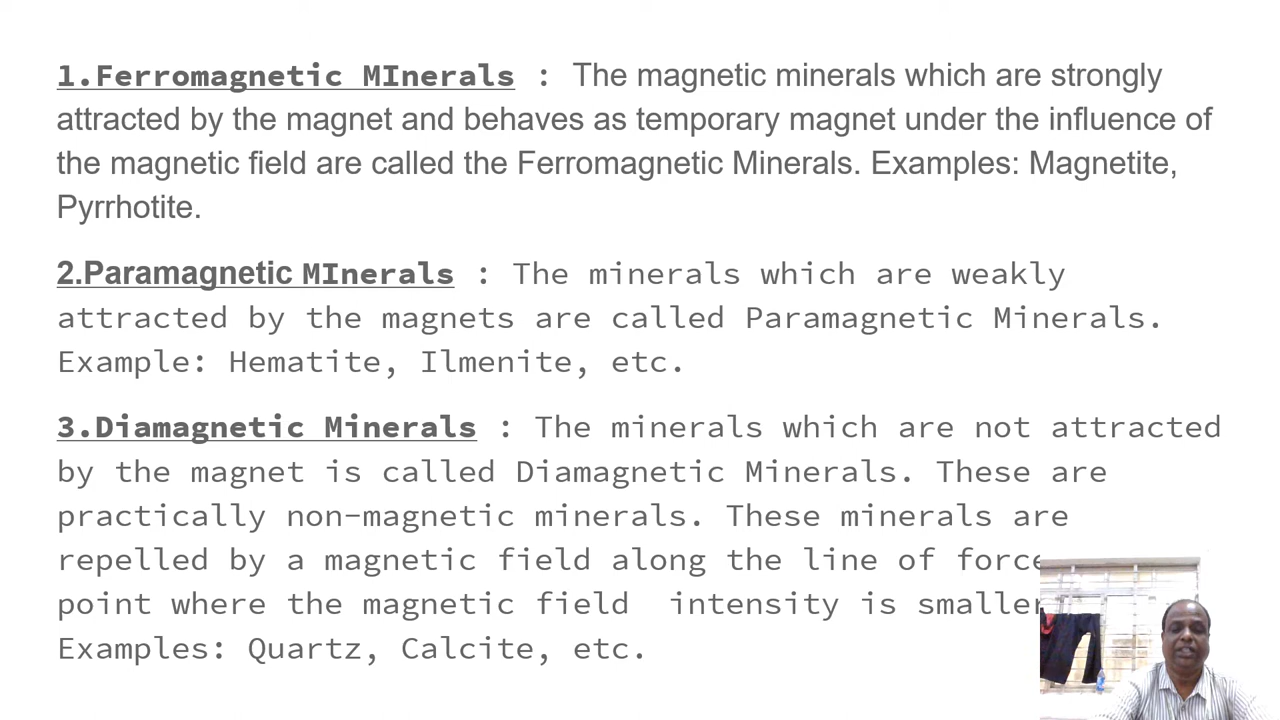 1.Ferromagnetic MInerals : The magnetic minerals which are strongly
attracted by the magnet and behaves as temporary magnet under the influence of
the magnetic field are called the Ferromagnetic Minerals. Examples: Magnetite,
Pyrrhotite.
2.Paramagnetic MInerals : The minerals which are weakly
attracted by the magnets are called Paramagnetic Minerals.
Example: Hematite, Ilmenite, etc.
3.Diamagnetic Minerals : The minerals which are not attracted
by the magnet is called Diamagnetic Minerals. These are
practically non-magnetic minerals. These minerals are
repelled by a magnetic field along the line of force
point where the magnetic field intensity is smaller
Examples: Quartz, Calcite, etc.